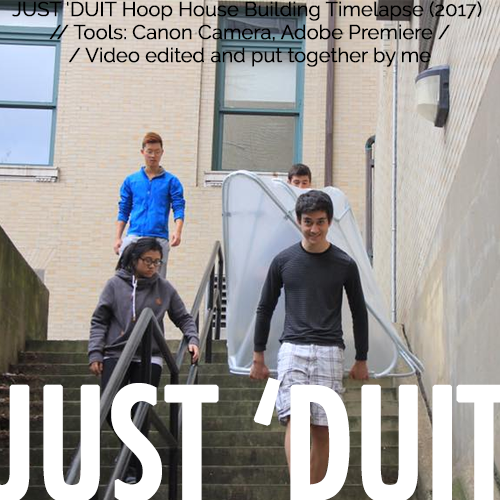 JUST 'DUIT Hoop House Building Timelapse (2017)
// Tools: Canon Camera, Adobe Premiere /
/ Video edited and put together by me
JUST 'DUIT